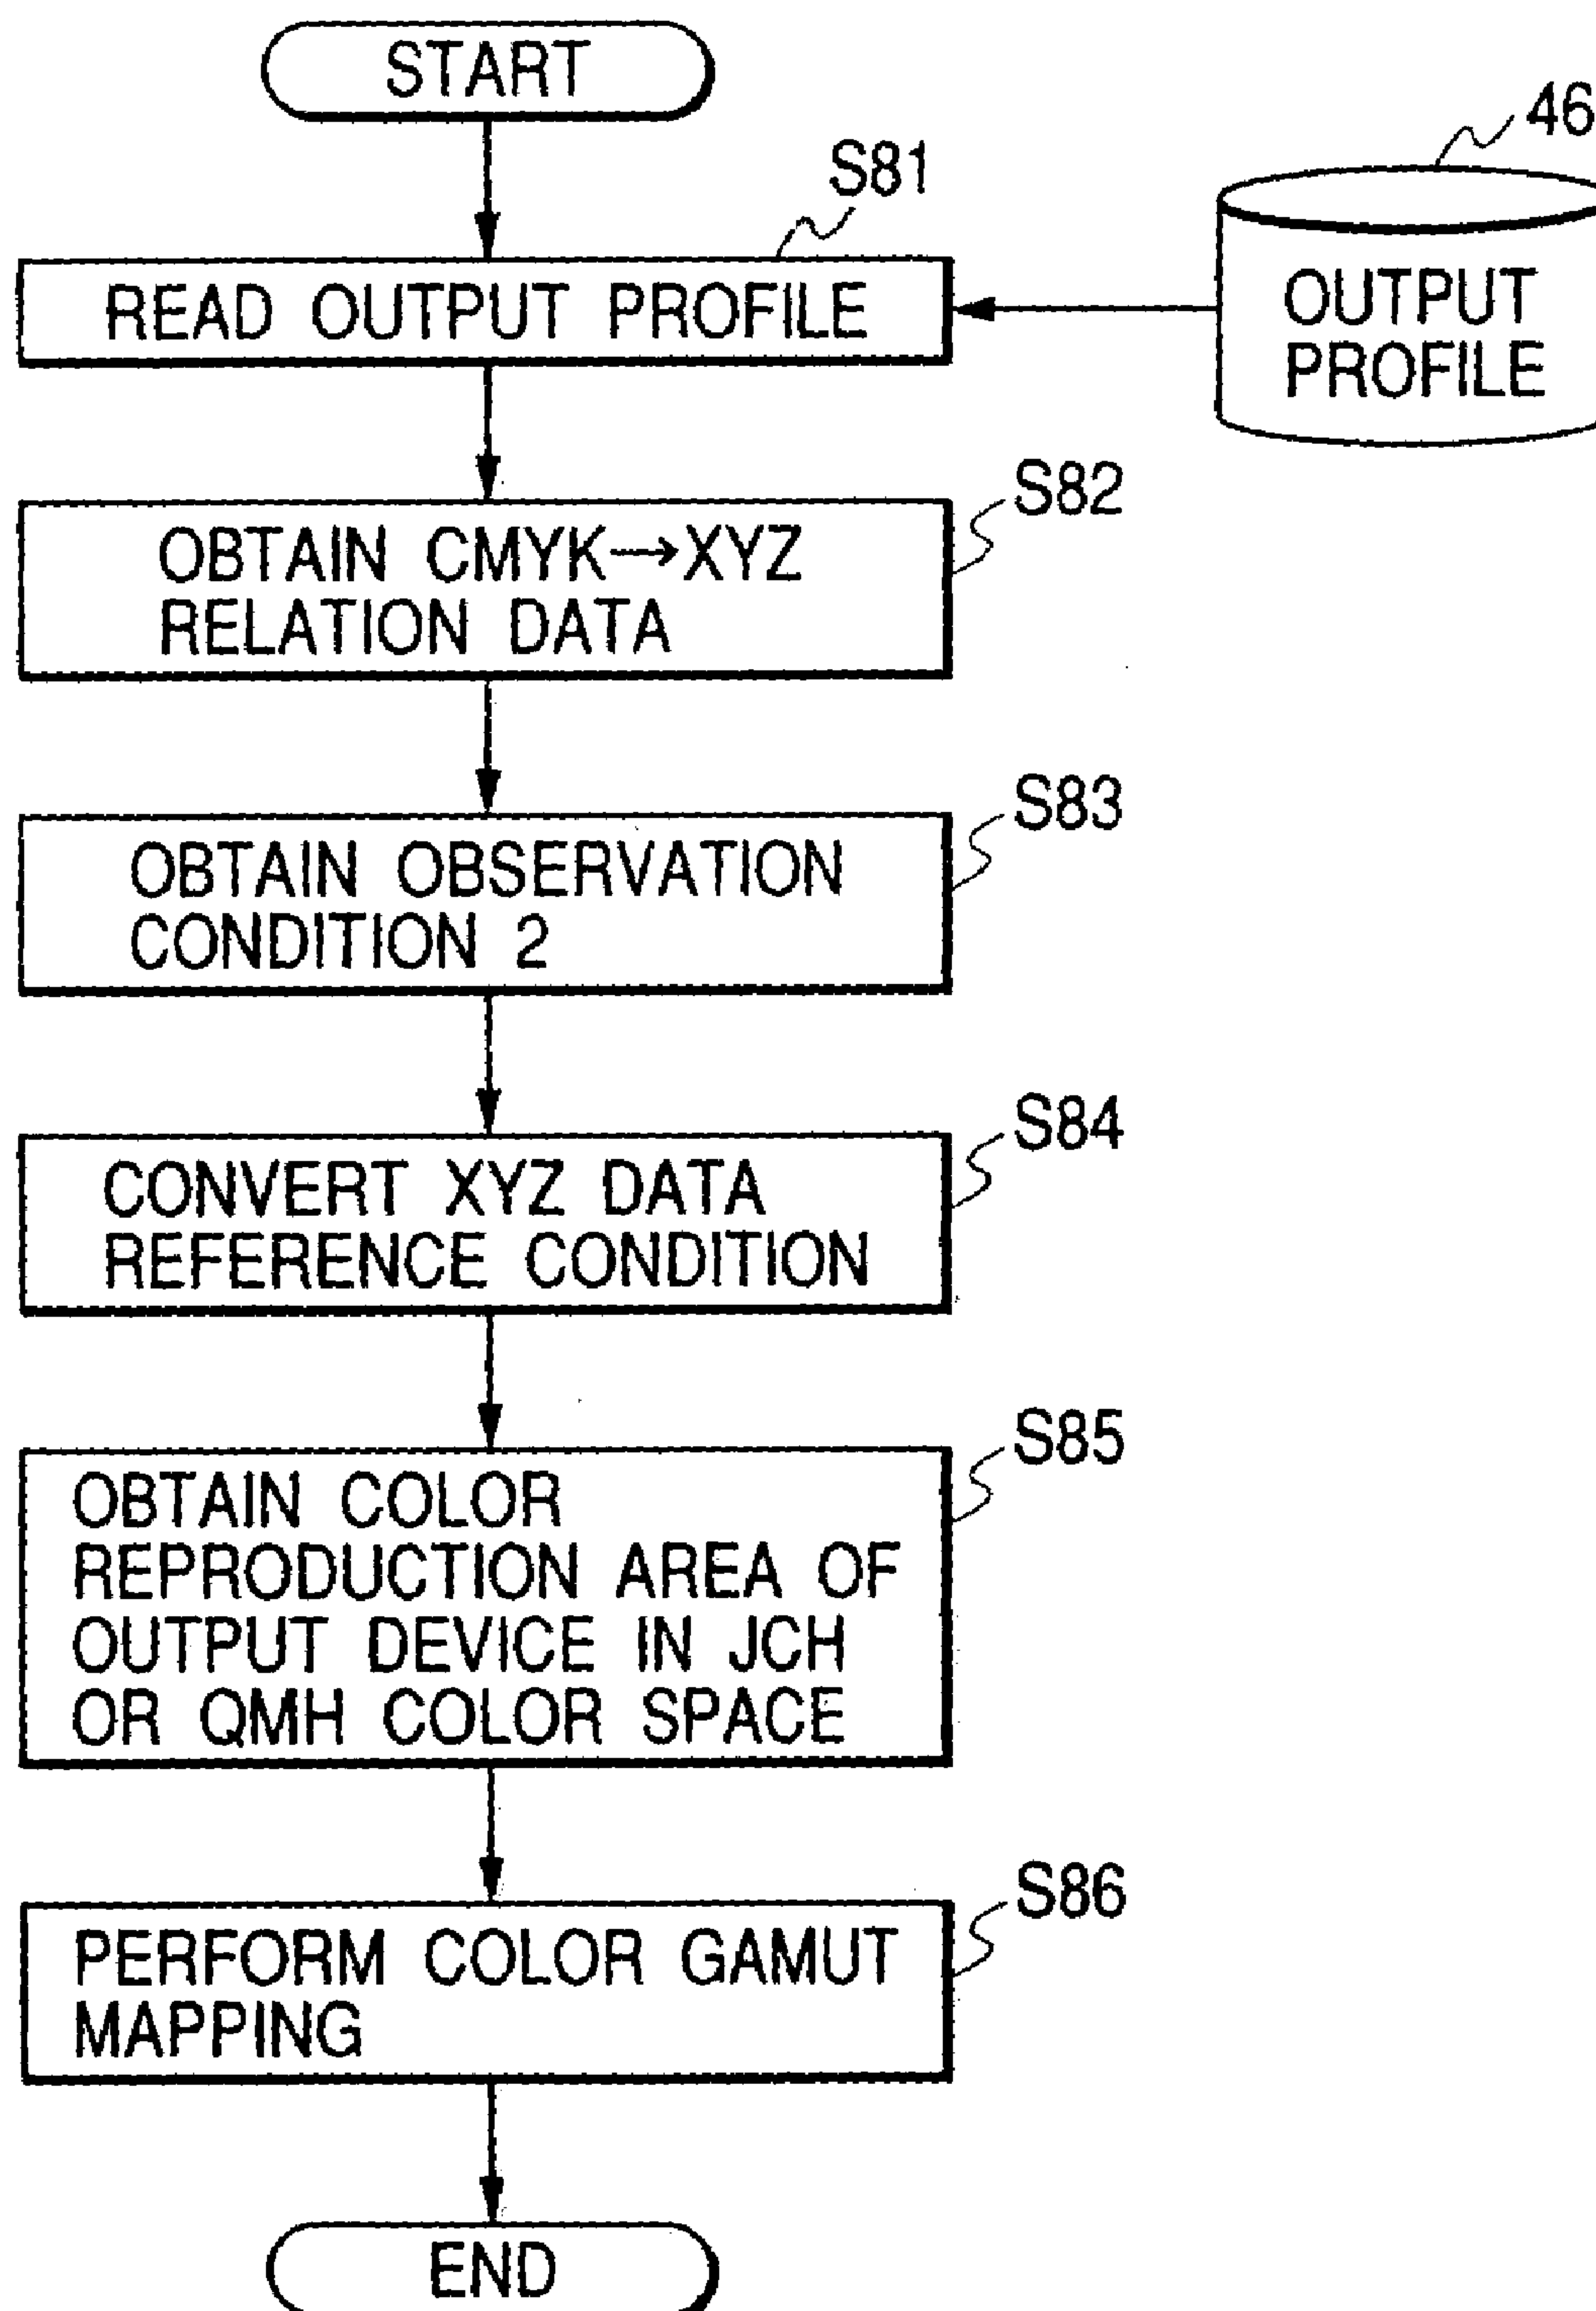 START
46
S81
READ OUTPUT PROFILE
OUTPUT
PROFILE
S82
OBTAIN CMYK→XYZ
RELATION DATA
S83
OBTAIN OBSERVATION
CONDITION 2
S84
CONVERT XYZ DATA
REFERENCE CONDITION
S85
OBTAIN COLOR
REPRODUCTION AREA OF
OUTPUT DEVICE IN JCH
OR QMH COLOR SPACE
S86
PERFORM COLOR GAMUT
MAPPING
END